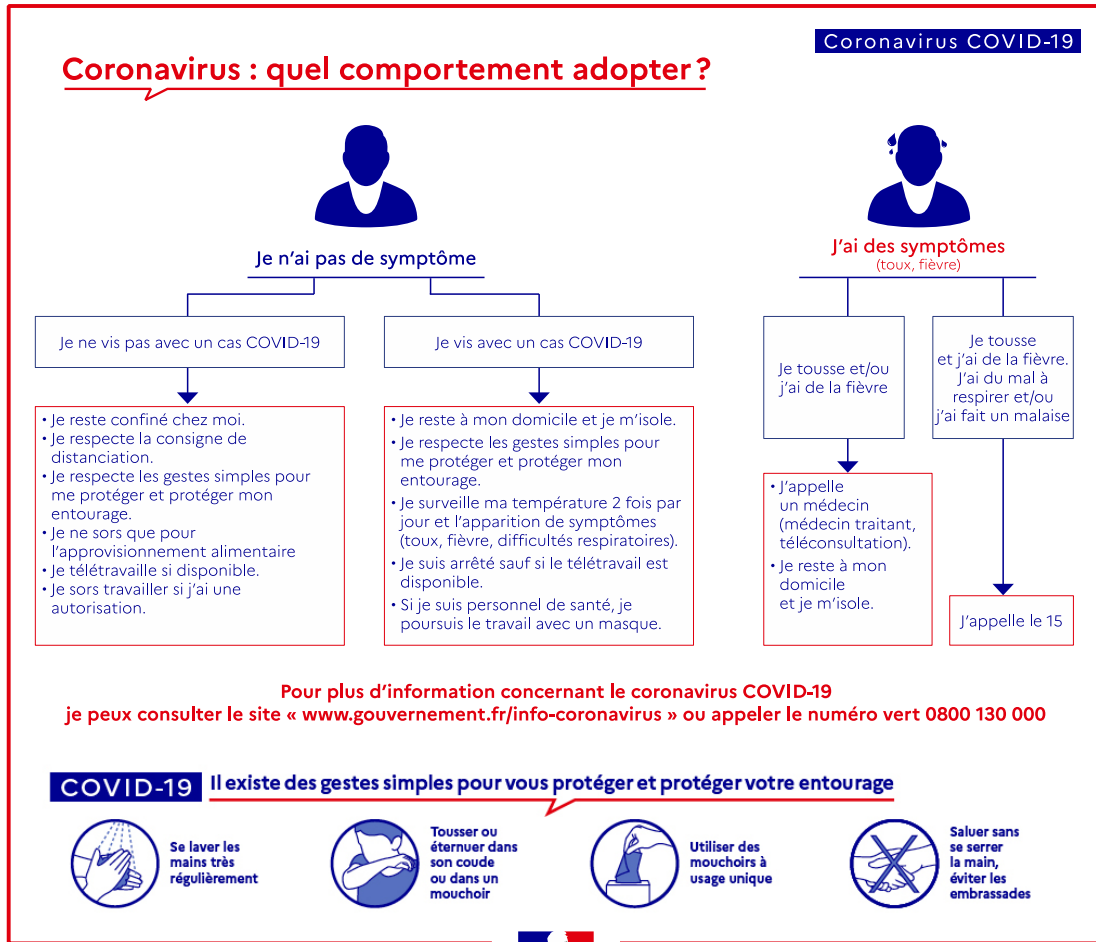 Coronavirus COVID-19
Coronavirus : quel comportement adopter ?
Je n'ai pas de symptôme
Je ne vis pas avec un cas COVID-19
• Je reste confiné chez moi.
• Je respecte la consigne de
distanciation.
• Je respecte les gestes simples pour
me protéger et protéger mon
entourage.
• Je ne sors que pour
l'approvisionnement alimentaire
• Je télétravaille si disponible.
• Je sors travailler si j'ai une
autorisation.
Je vis avec un cas COVID-19
• Je reste à mon domicile et je m'isole.
• Je respecte les gestes simples pour
me protéger et protéger mon
entourage.
• Je surveille ma température 2 fois par
jour et l'apparition de symptômes
(toux, fièvre, difficultés respiratoires).
• Je suis arrêté sauf si le télétravail est
disponible.
• Si je suis personnel de santé, je
poursuis le travail avec un masque.
J'ai des symptômes
(toux, fièvre)
Je tousse et/ou
j'ai de la fièvre
• J'appelle
un médecin
(médecin traitant,
téléconsultation).
• Je reste à mon
domicile
et je m'isole.
Je tousse
et j'ai de la fièvre.
J'ai du mal à
respirer et/ou
j'ai fait un malaise
J'appelle le 15
Pour plus d'information concernant le coronavirus COVID-19
je peux consulter le site « www.gouvernement.fr/info-coronavirus » ou appeler le numéro vert 0800 130 000
COVID-19 Il existe des gestes simples pour vous protéger et protéger votre entourage
Se laver les
mains très
régulièrement
Tousser ou
éternuer dans
son coude
ou dans un
mouchoir
Utiliser des
mouchoirs à
usage unique
Saluer sans
se serrer
la main,
éviter les
embrassades